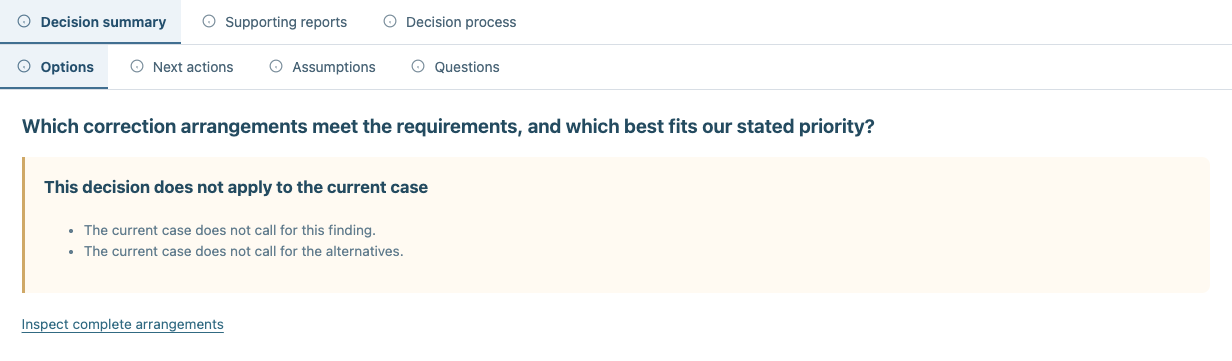 Decision summary Supporting reports Decision process
Options Next actions Assumptions Questions
Which correction arrangements meet the requirements, and which best fits our stated priority?
This decision does not apply to the current case
• The current case does not call for this finding.
• The current case does not call for the alternatives.
Inspect complete arrangements